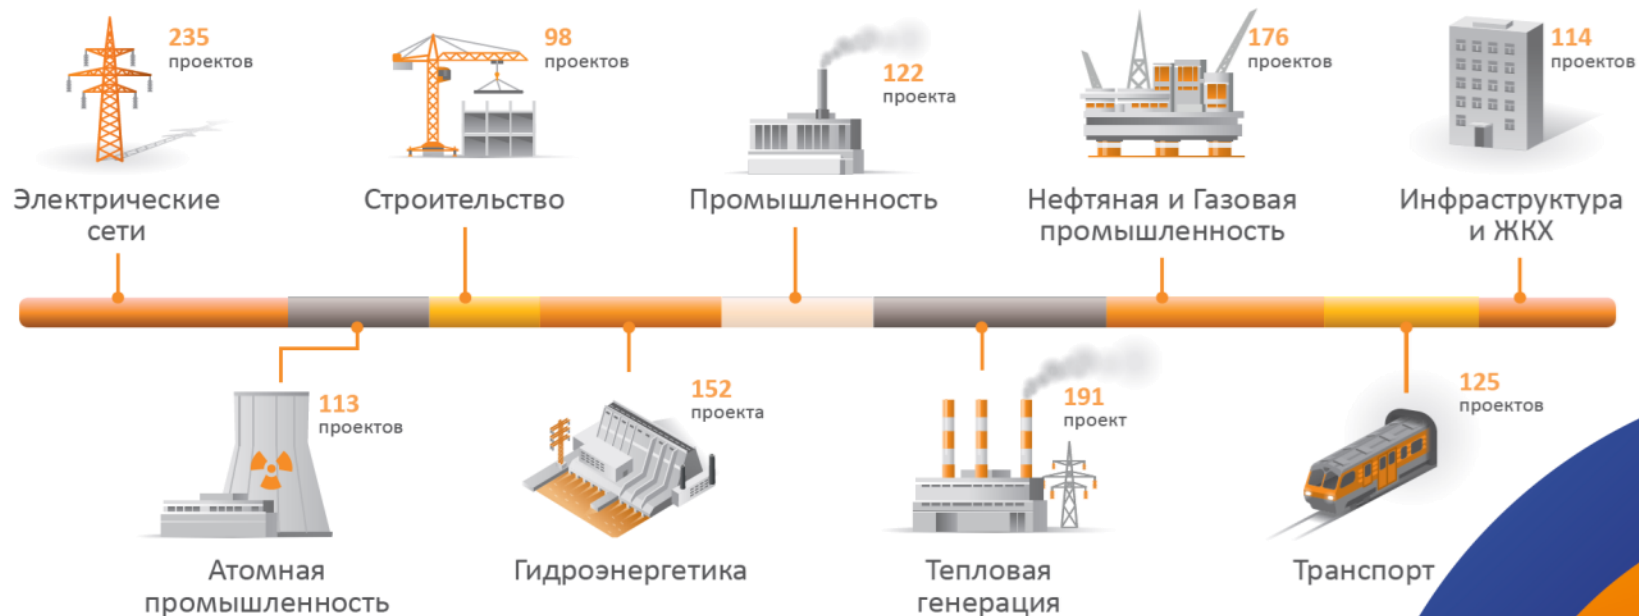 235
проектов
Электрические
сети
98
проектов
Строительство
122
проекта
Промышленность
176
проектов
Нефтяная и Газовая
промышленность
114
проектов
Инфраструктура
и ЖКХ
113
проектов
Атомная
промышленность
152
проекта
Гидроэнергетика
191
проект
Тепловая
генерация
125
проектов
Транспорт